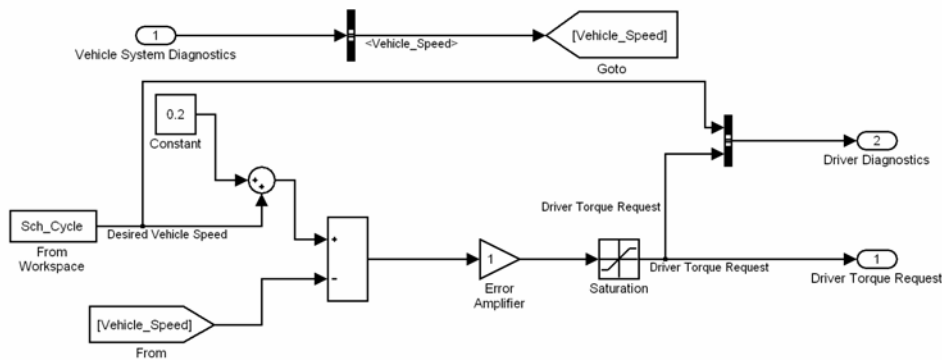 1
Vehicle System Diagnostics
<Vehicle_Speed>
[Vehicle_Speed]
Goto
0.2
Constant
2
Driver Diagnostics
Driver Torque Request
Sch_Cycle
Desired Vehicle Speed
From
Workspace
+
+
+
−
1
Error
Amplifier
Saturation
Driver Torque Request
1
Driver Torque Request
[Vehicle_Speed]
From